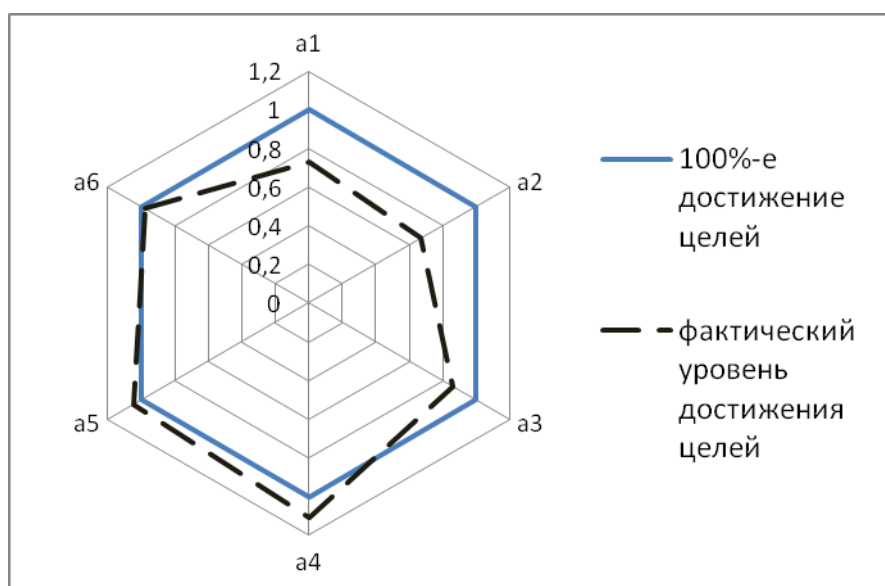 a1
1,2
1
0,8
0,6
0,4
0,2
0
a2
a3
a4
a5
a6
100%-е
достижение
целей
фактический
уровень
достижения
целей